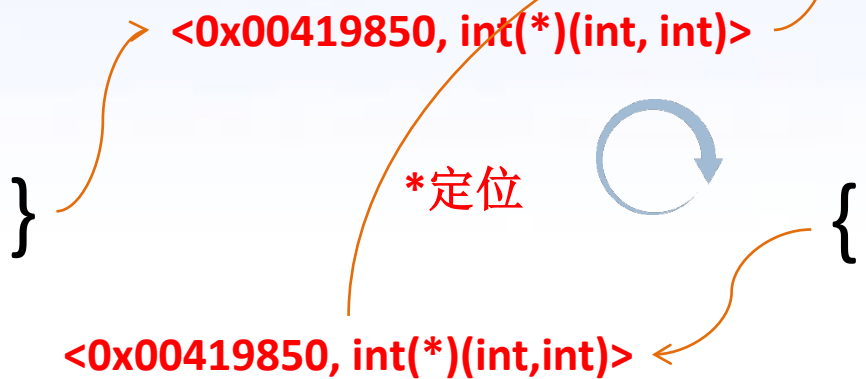 <0x00419850, int(*)(int, int)>
*定位
} {
<0x00419850, int(*)(int,int)>